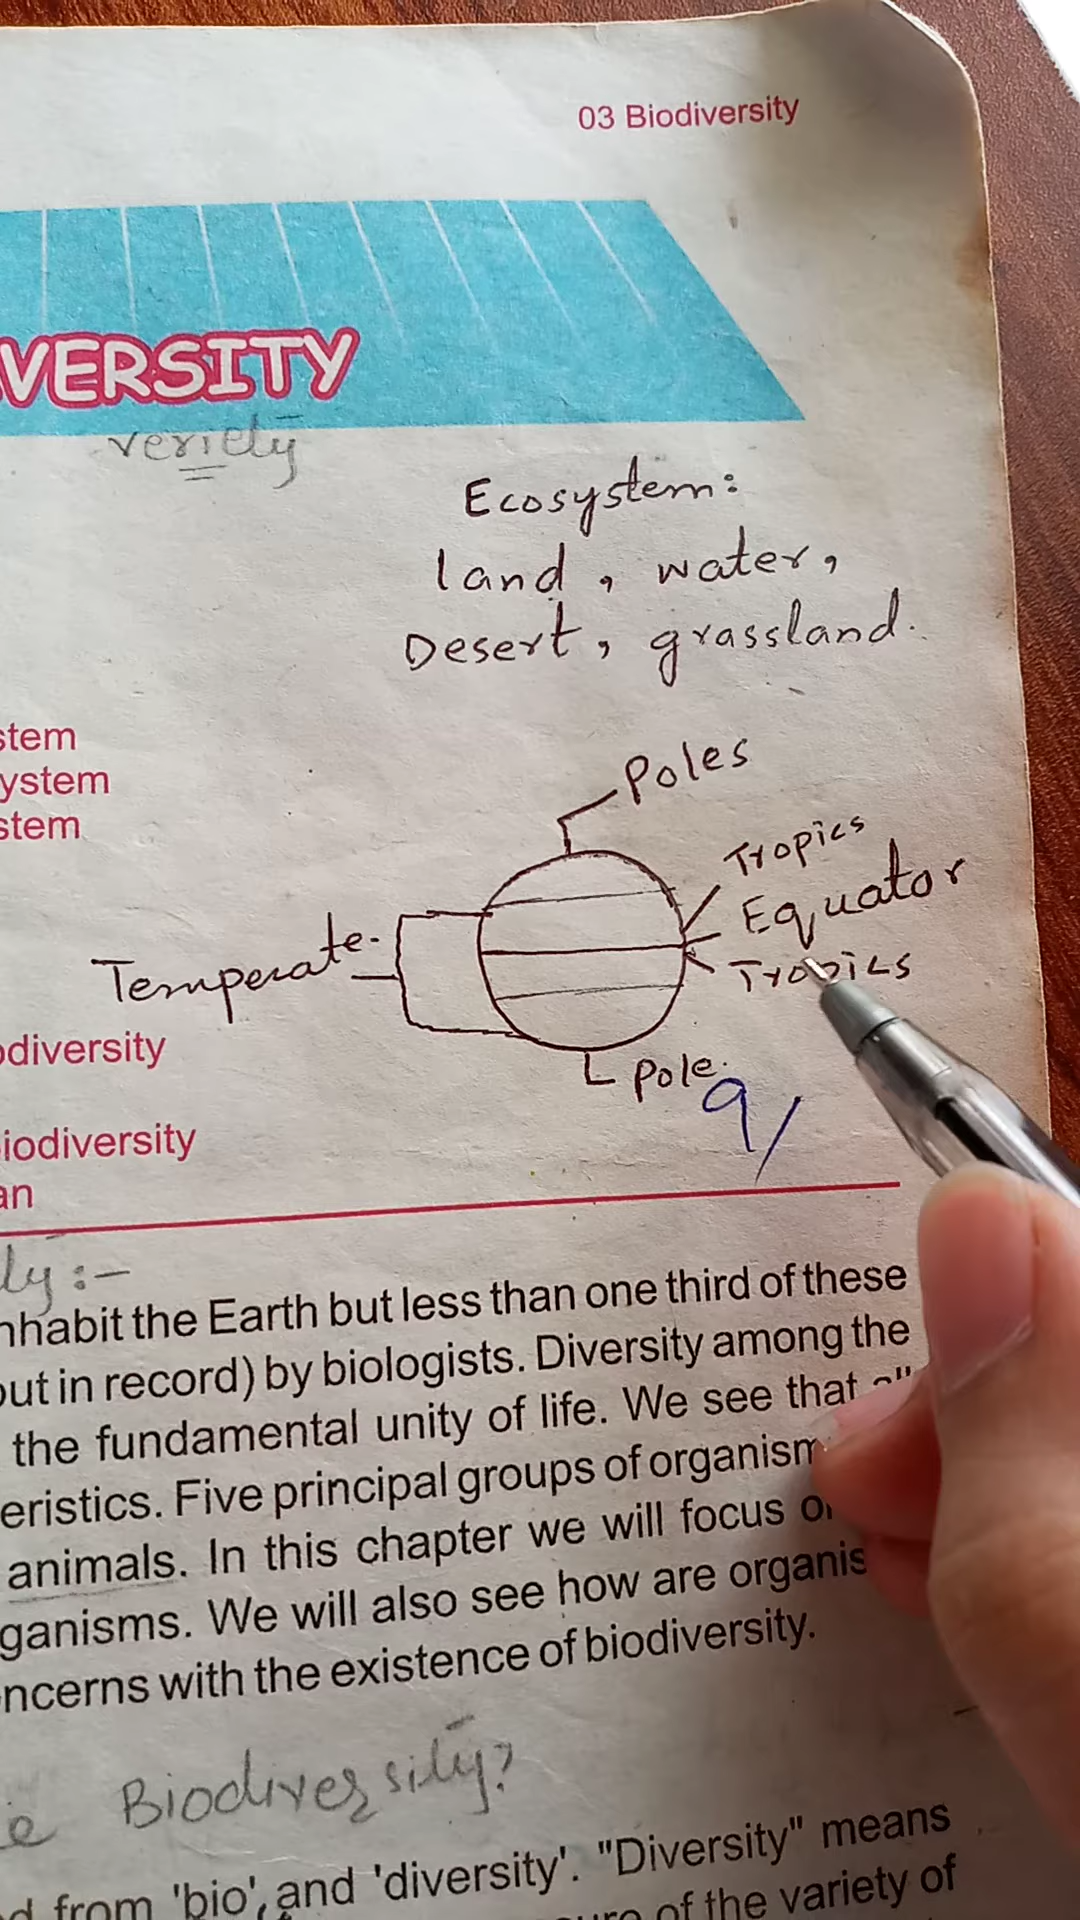 03 Biodiversity
VERSITY
veriety
Ecosystem:
land, water,
Desert, grassland.
stem
ystem
stem
Poles
Tropics
Equator
Tropics
Temperate.
Pole.
9/
odiversity
iodiversity
an
ly:-
nhabit the Earth but less than one third of these
out in record) by biologists. Diversity among the
the fundamental unity of life. We see that
eristics. Five principal groups of organism
animals. In this chapter we will focus
ganisms. We will also see how are organis
ncerns with the existence of biodiversity.
e Biodiversity?
d from 'bio', and 'diversity'. "Diversity" means
of the variety of